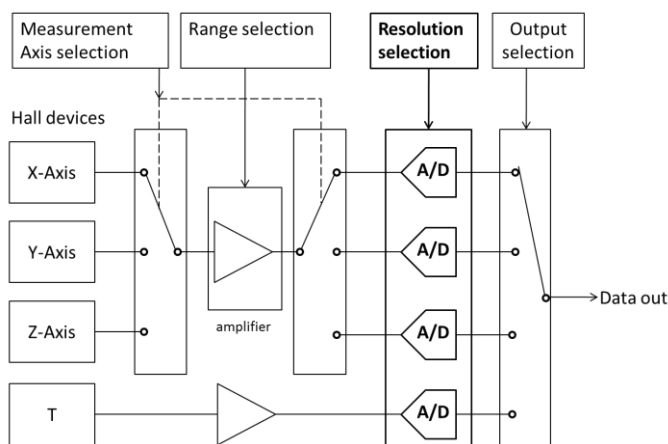 Measurement
Axis selection
Range selection
Resolution
selection
Output
selection
Hall devices
X-Axis
A/D
Y-Axis
A/D
Data out
Z-Axis
amplifier
A/D
T
A/D